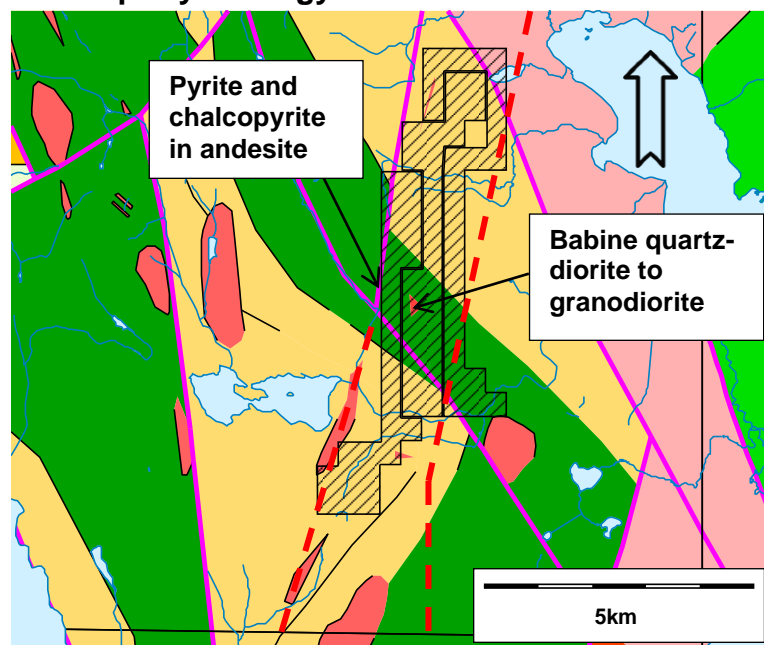 Pyrite and
chalcopyrite
in andesite
Babine quartz-
diorite to
granodiorite
5km